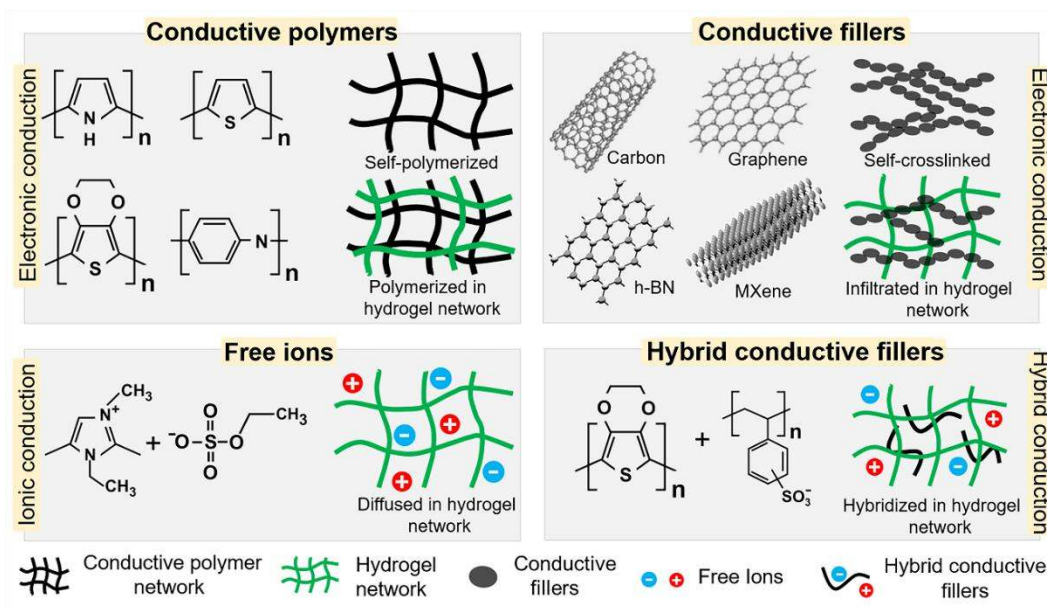 Conductive polymers
Electronic conduction
N
H
n
S
n
Self-polymerized
O
O
S
n
N
n
Polymerized in
hydrogel network
Conductive fillers
Electronic conduction
Carbon
Graphene
Self-crosslinked
h-BN
MXene
Infiltrated in hydrogel
network
Free ions
Ionic conduction
CH₃
N⁺
N
CH₃
+
⁻O
O
S
O
O
CH₃
+
−
+
−
+
−
Diffused in hydrogel
network
Hybrid conductive fillers
Hybrid conduction
O
O
S
n
+
n
SO₃⁻
−
+
+
−
Hybridized in hydrogel
network
Conductive polymer
network
Hydrogel
network
Conductive
fillers
− +
Free Ions
−
+
Hybrid conductive
fillers